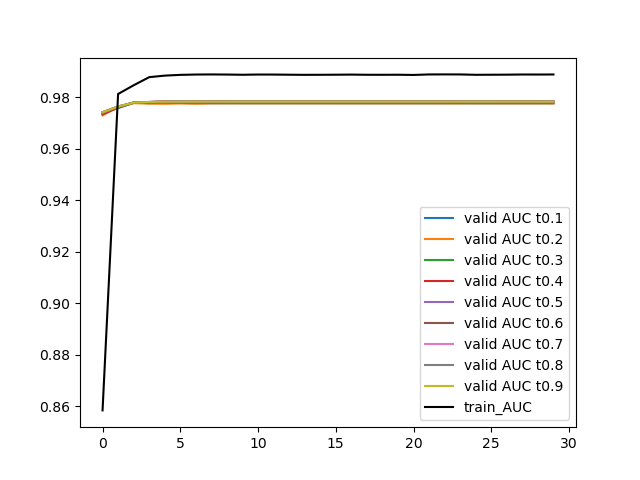 0.98
0.96
0.94
0.92
0.90
0.88
0.86
0
5
10
15
20
25
30
valid AUC t0.1
valid AUC t0.2
valid AUC t0.3
valid AUC t0.4
valid AUC t0.5
valid AUC t0.6
valid AUC t0.7
valid AUC t0.8
valid AUC t0.9
train_AUC